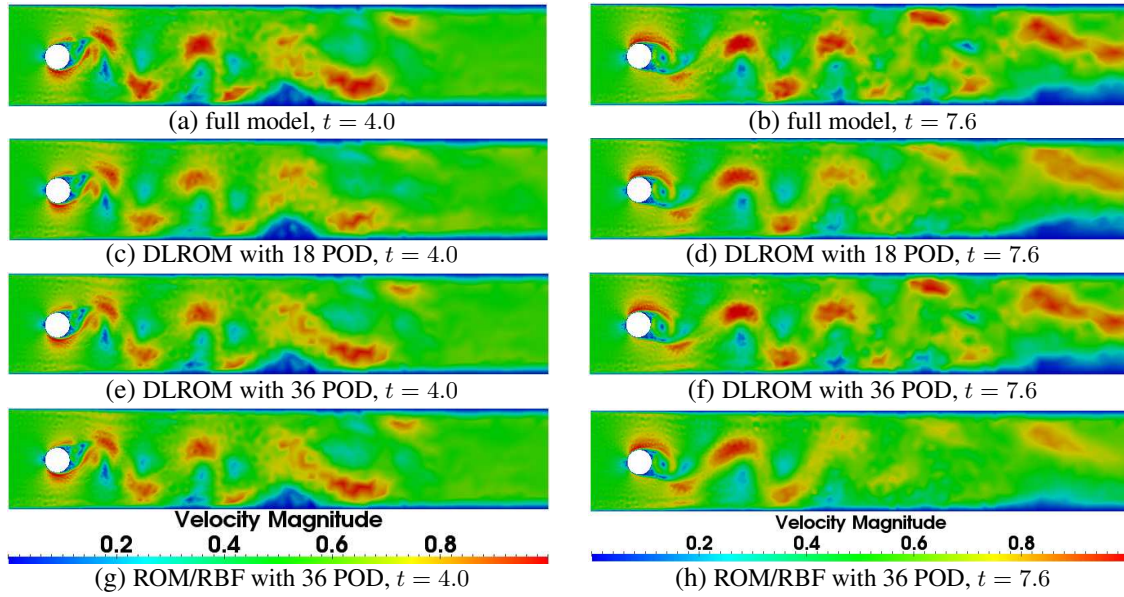 (a) full model, t = 4.0
(b) full model, t = 7.6
(c) DLROM with 18 POD, t = 4.0
(d) DLROM with 18 POD, t = 7.6
(e) DLROM with 36 POD, t = 4.0
(f) DLROM with 36 POD, t = 7.6
Velocity Magnitude
0.2 0.4 0.6 0.8
Velocity Magnitude
0.2 0.4 0.6 0.8
(g) ROM/RBF with 36 POD, t = 4.0
(h) ROM/RBF with 36 POD, t = 7.6